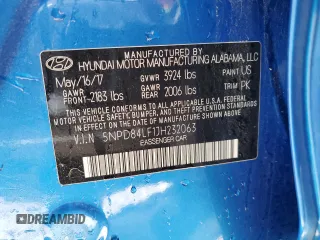 MANUFACTURED BY
HYUNDAI MOTOR MANUFACTURING ALABAMA, LLC
May/16/17 GVWR 3924 lbs PAINT US
GAWR FRONT-2183 lbs GAWR REAR 2006 lbs TRIM PK
THIS VEHICLE CONFORMS TO ALL APPLICABLE U.S. FEDERAL
MOTOR VEHICLE SAFETY, BUMPER, AND THEFT PREVENTION
STANDARDS IN EFFECT ON THE DATE OF MANUFACTURE SHOWN ABOVE.
V.I.N 5NPD84LF1JH232063
PASSENGER CAR
DREAMBID